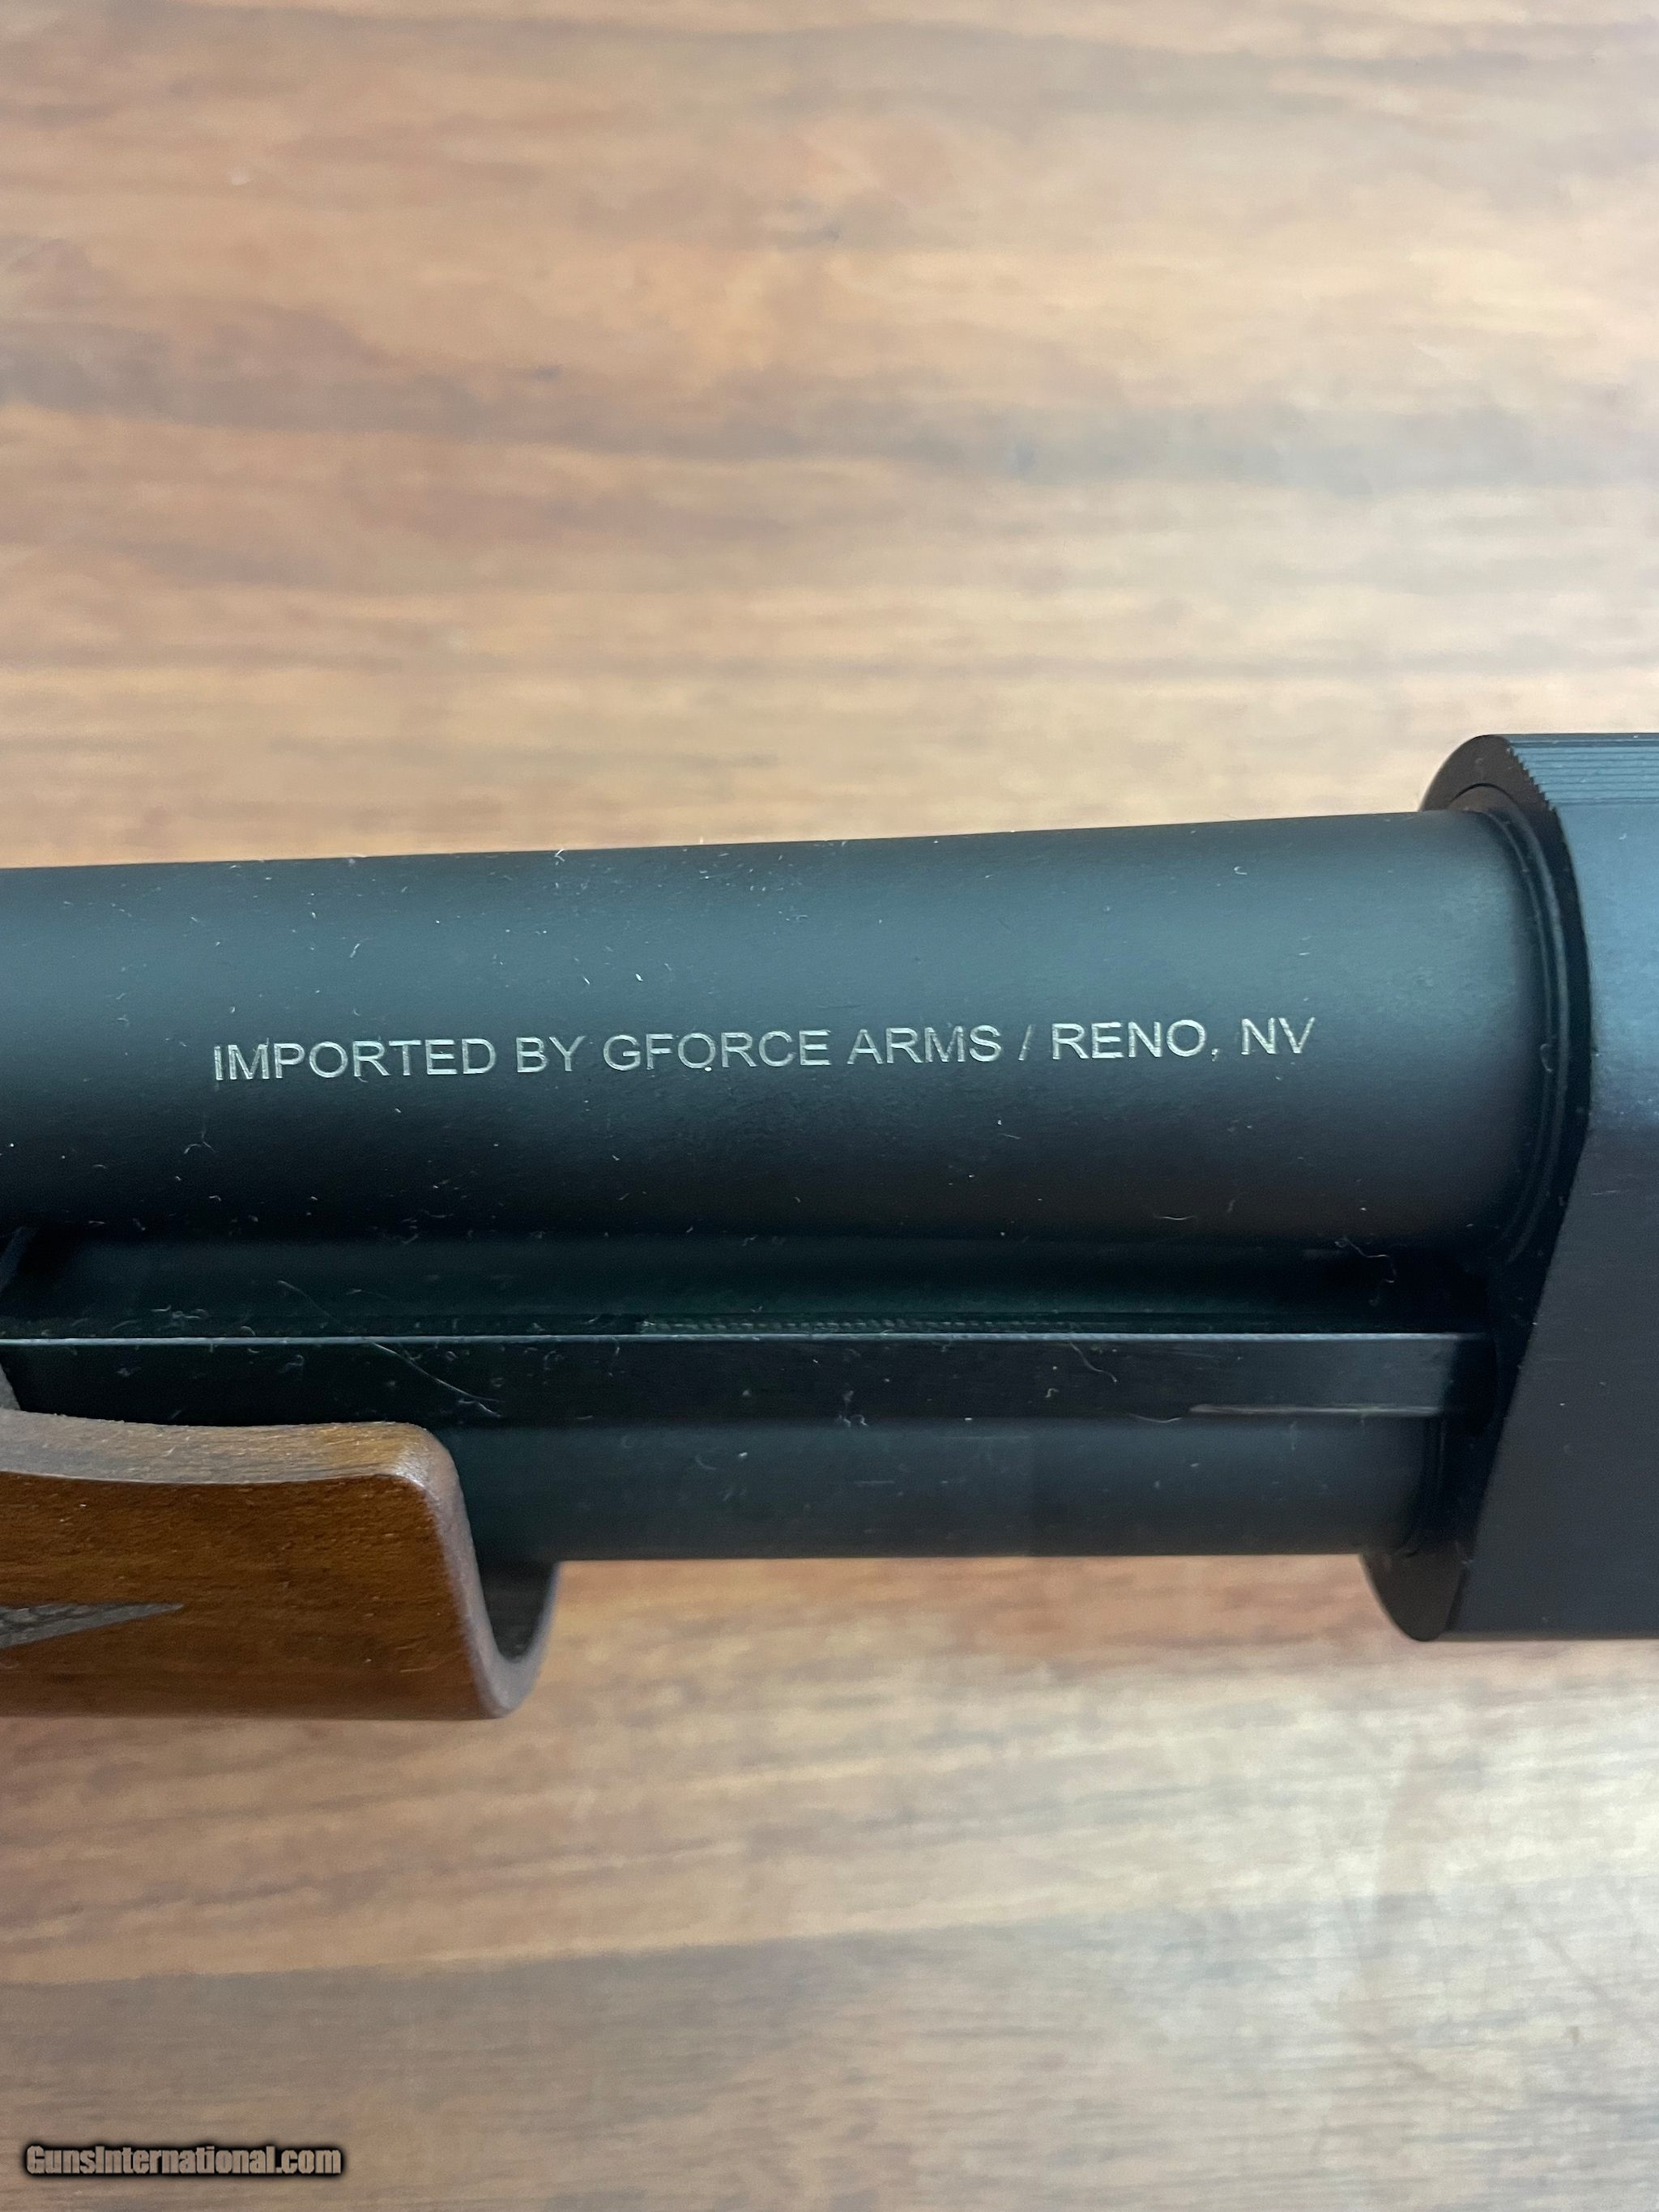 IMPORTED BY GFORCE ARMS / RENO, NV
GunsInternational.com